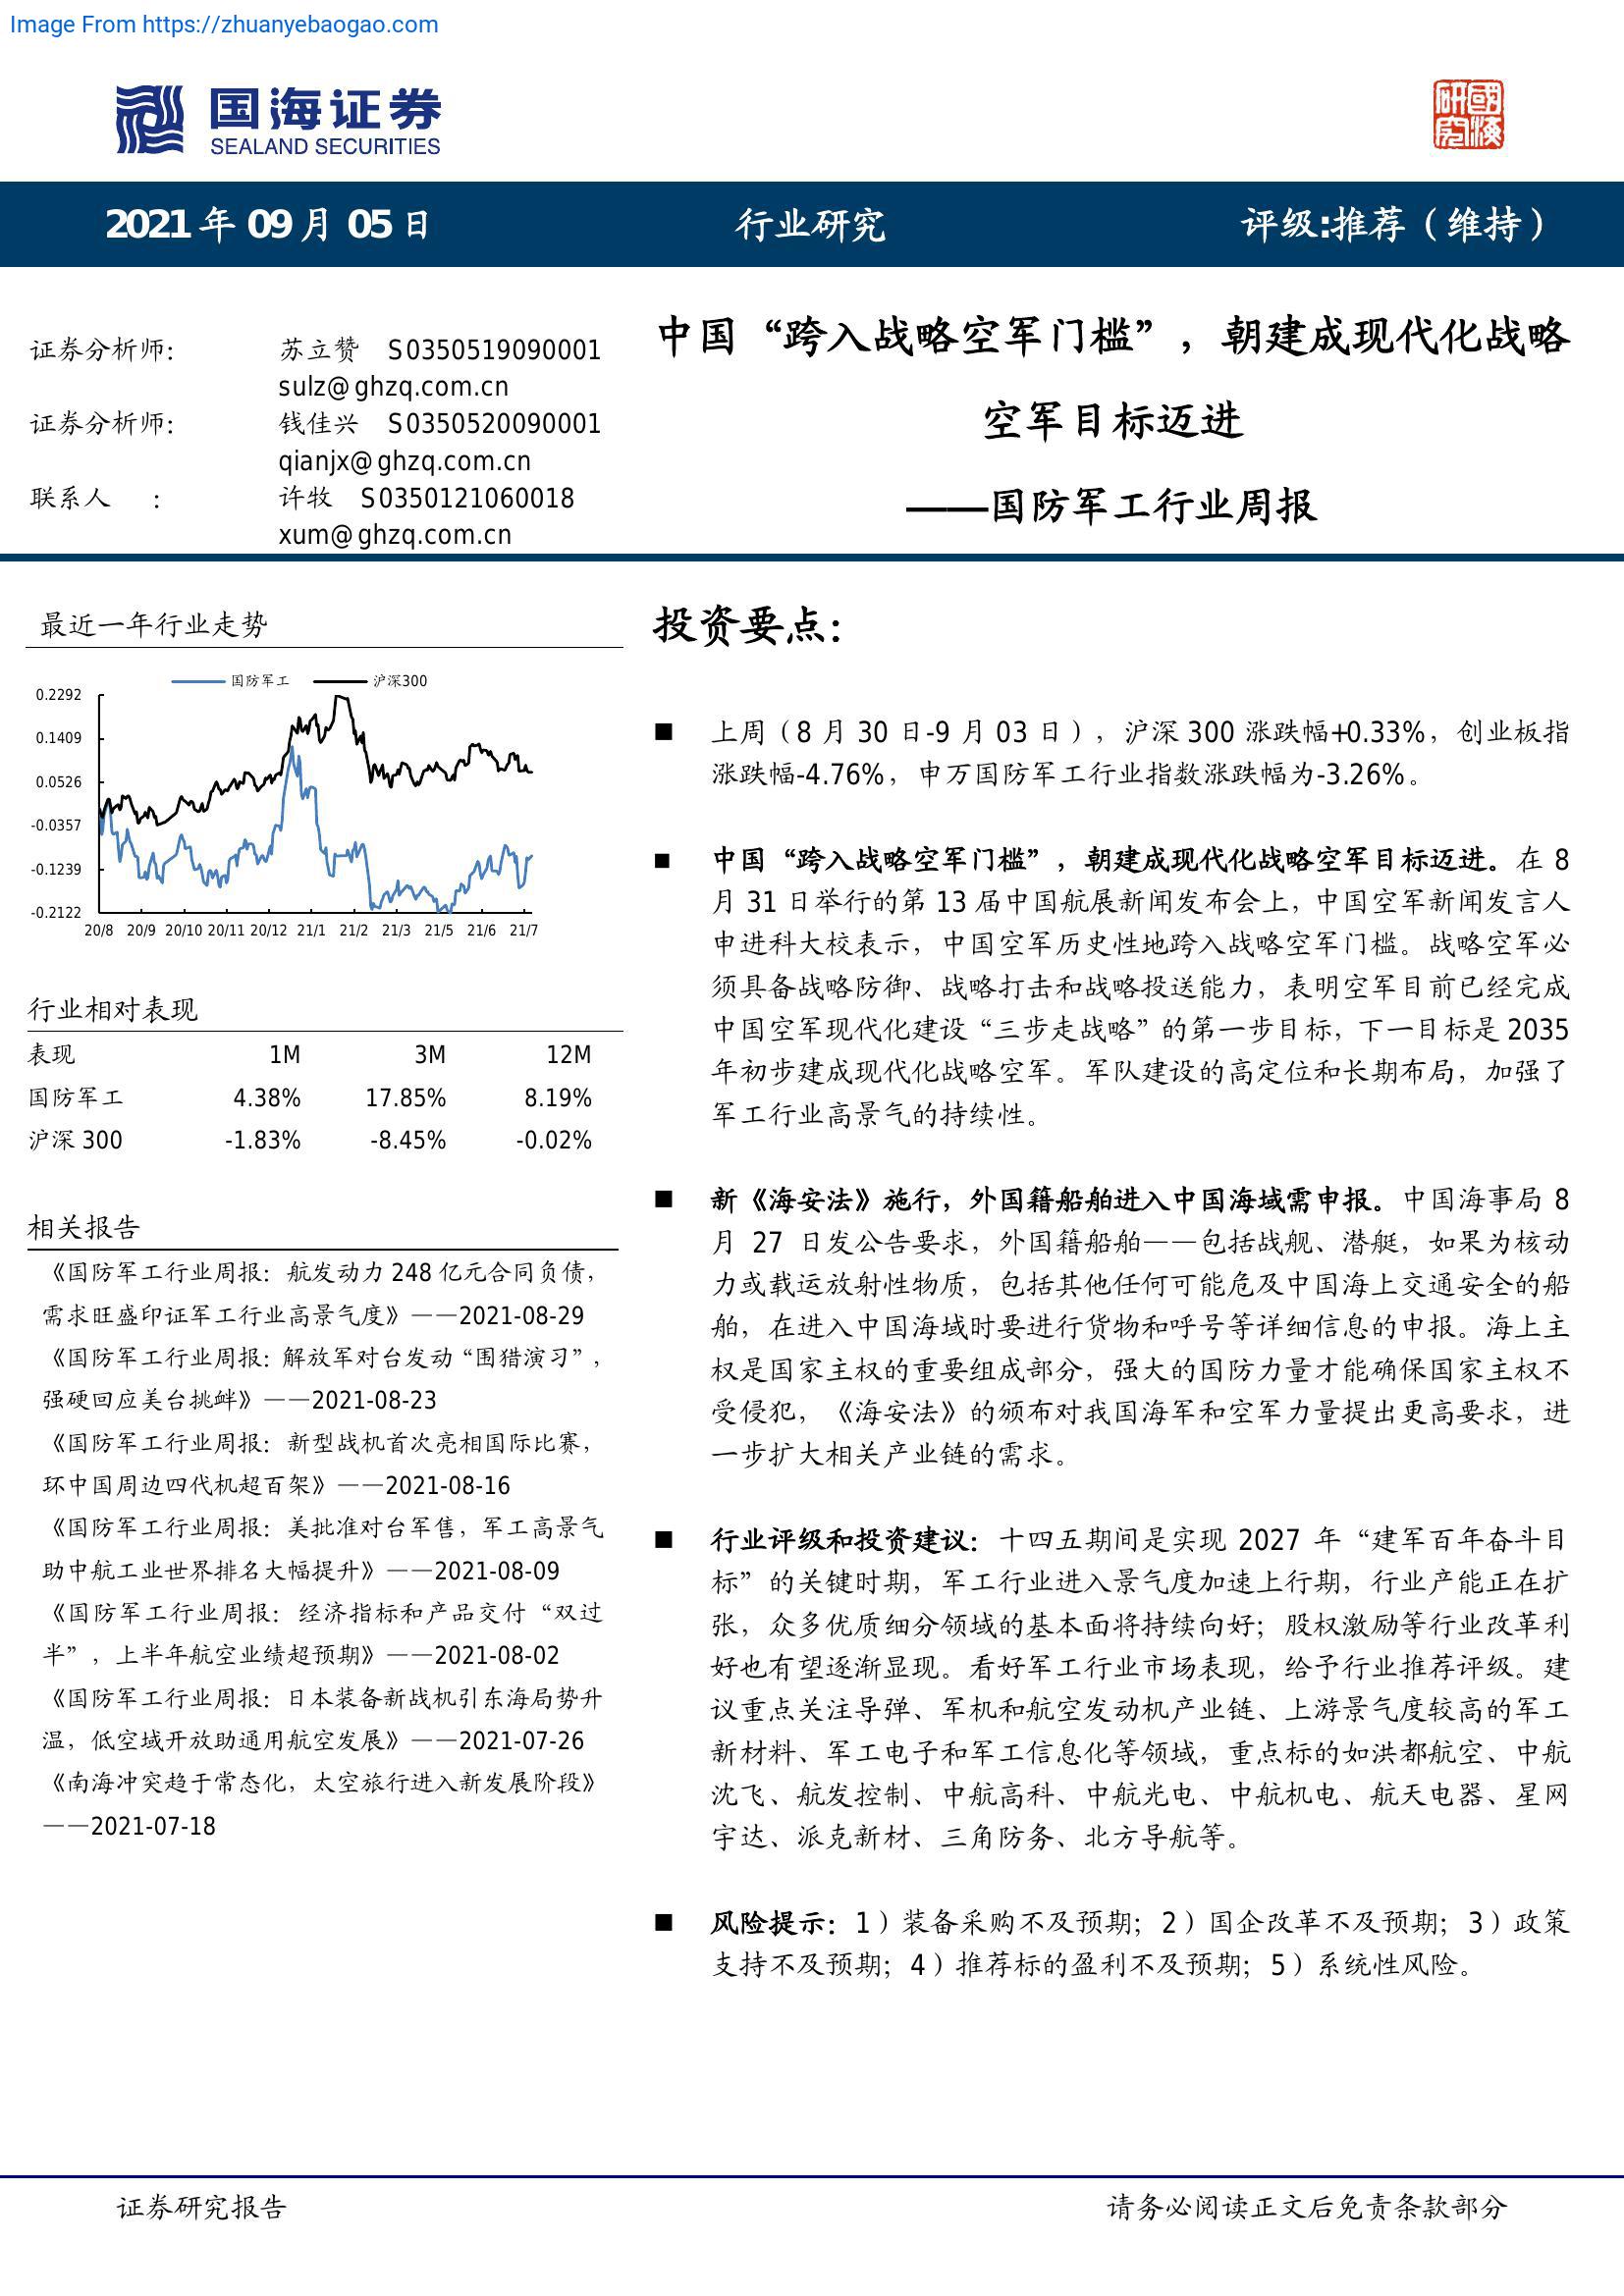 Image From https://zhuanyebaogao.com
国海证券
SEALAND SECURITIES
國海研究
2021 年 09 月 05 日 行业研究 评级:推荐（维持）
证券分析师： 苏立赞 S0350519090001
sulz@ghzq.com.cn
证券分析师： 钱佳兴 S0350520090001
qianjx@ghzq.com.cn
联系人 ： 许牧 S0350121060018
xum@ghzq.com.cn
中国“跨入战略空军门槛”，朝建成现代化战略
空军目标迈进
——国防军工行业周报
最近一年行业走势
国防军工 沪深300
0.2292
0.1409
0.0526
-0.0357
-0.1239
-0.2122
20/8 20/9 20/10 20/11 20/12 21/1 21/2 21/3 21/5 21/6 21/7
行业相对表现
表现 1M 3M 12M
国防军工 4.38% 17.85% 8.19%
沪深 300 -1.83% -8.45% -0.02%
相关报告
《国防军工行业周报：航发动力 248 亿元合同负债，
需求旺盛印证军工行业高景气度》——2021-08-29
《国防军工行业周报：解放军对台发动“围猎演习”，
强硬回应美台挑衅》——2021-08-23
《国防军工行业周报：新型战机首次亮相国际比赛，
环中国周边四代机超百架》——2021-08-16
《国防军工行业周报：美批准对台军售，军工高景气
助中航工业世界排名大幅提升》——2021-08-09
《国防军工行业周报：经济指标和产品交付“双过
半”，上半年航空业绩超预期》——2021-08-02
《国防军工行业周报：日本装备新战机引东海局势升
温，低空域开放助通用航空发展》——2021-07-26
《南海冲突趋于常态化，太空旅行进入新发展阶段》
——2021-07-18
投资要点：
■ 上周（8 月 30 日-9 月 03 日），沪深 300 涨跌幅+0.33%，创业板指
涨跌幅-4.76%，申万国防军工行业指数涨跌幅为-3.26%。
■ 中国“跨入战略空军门槛”，朝建成现代化战略空军目标迈进。在 8
月 31 日举行的第 13 届中国航展新闻发布会上，中国空军新闻发言人
申进科大校表示，中国空军历史性地跨入战略空军门槛。战略空军必
须具备战略防御、战略打击和战略投送能力，表明空军目前已经完成
中国空军现代化建设“三步走战略”的第一步目标，下一目标是 2035
年初步建成现代化战略空军。军队建设的高定位和长期布局，加强了
军工行业高景气的持续性。
■ 新《海安法》施行，外国籍船舶进入中国海域需申报。中国海事局 8
月 27 日发公告要求，外国籍船舶——包括战舰、潜艇，如果为核动
力或载运放射性物质，包括其他任何可能危及中国海上交通安全的船
舶，在进入中国海域时要进行货物和呼号等详细信息的申报。海上主
权是国家主权的重要组成部分，强大的国防力量才能确保国家主权不
受侵犯，《海安法》的颁布对我国海军和空军力量提出更高要求，进
一步扩大相关产业链的需求。
■ 行业评级和投资建议：十四五期间是实现 2027 年“建军百年奋斗目
标”的关键时期，军工行业进入景气度加速上行期，行业产能正在扩
张，众多优质细分领域的基本面将持续向好；股权激励等行业改革利
好也有望逐渐显现。看好军工行业市场表现，给予行业推荐评级。建
议重点关注导弹、军机和航空发动机产业链、上游景气度较高的军工
新材料、军工电子和军工信息化等领域，重点标的如洪都航空、中航
沈飞、航发控制、中航高科、中航光电、中航机电、航天电器、星网
宇达、派克新材、三角防务、北方导航等。
■ 风险提示：1）装备采购不及预期；2）国企改革不及预期；3）政策
支持不及预期；4）推荐标的盈利不及预期；5）系统性风险。
证券研究报告 请务必阅读正文后免责条款部分